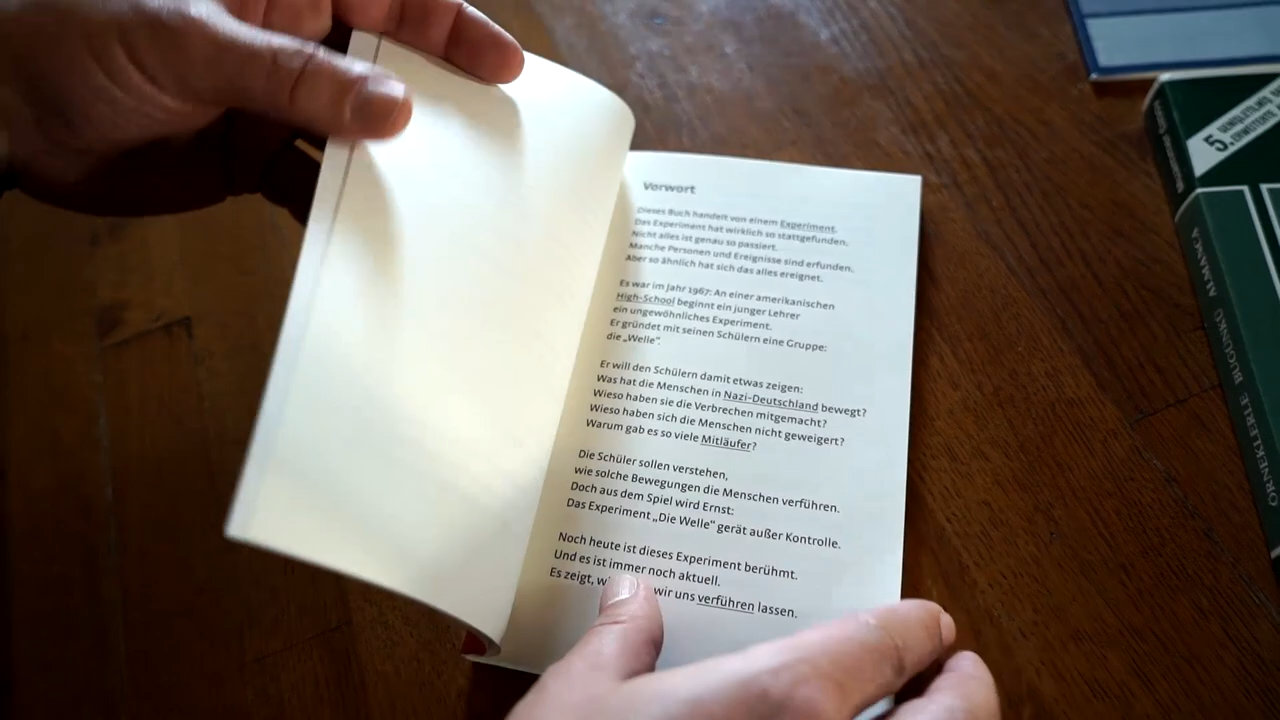 Vorwort
Dieses Buch handelt von einem Experiment.
Das Experiment hat wirklich so stattgefunden.
Nicht alles ist genau so passiert.
Manche Personen und Ereignisse sind erfunden.
Aber so ähnlich hat sich das alles ereignet.
Es war im Jahr 1967: An einer amerikanischen
High-School beginnt ein junger Lehrer
ein ungewöhnliches Experiment.
Er gründet mit seinen Schülern eine Gruppe:
die „Welle“.
Er will den Schülern damit etwas zeigen:
Was hat die Menschen in Nazi-Deutschland bewegt?
Wieso haben sie die Verbrechen mitgemacht?
Wieso haben sich die Menschen nicht geweigert?
Warum gab es so viele Mitläufer?
Die Schüler sollen verstehen,
wie solche Bewegungen die Menschen verführen.
Doch aus dem Spiel wird Ernst:
Das Experiment „Die Welle“ gerät außer Kontrolle.
Noch heute ist dieses Experiment berühmt.
Und es ist immer noch aktuell.
Es zeigt, wir uns verführen lassen.
5.
ÖRNEKLERLE BUGÜNKÜ ALMANCA